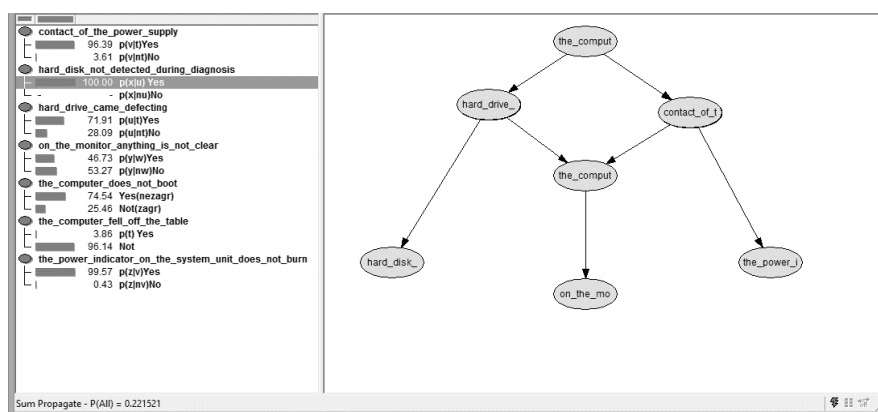 contact_of_the_power_supply
96.39 p(v|t)Yes
3.61 p(v|nt)No
hard_disk_not_detected_during_diagnosis
100.00 p(x|u) Yes
- p(x|nu)No
hard_drive_came_defecting
71.91 p(u|t)Yes
28.09 p(u|nt)No
on_the_monitor_anything_is_not_clear
46.73 p(y|w)Yes
53.27 p(y|nw)No
the_computer_does_not_boot
74.54 Yes(nezagr)
25.46 Not(zagr)
the_computer_fell_off_the_table
3.86 p(t) Yes
96.14 Not
the_power_indicator_on_the_system_unit_does_not_burn
99.57 p(z|v)Yes
0.43 p(z|nv)No
the_comput
hard_drive_
contact_of_t
the_comput
hard_disk_
the_power_i
on_the_mo
Sum Propagate - P(All) = 0.221521